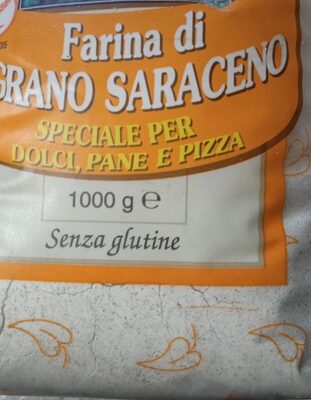 Farina di
GRANO SARACENO
SPECIALE PER
DOLCI, PANE E PIZZA
1000 g e
Senza glutine